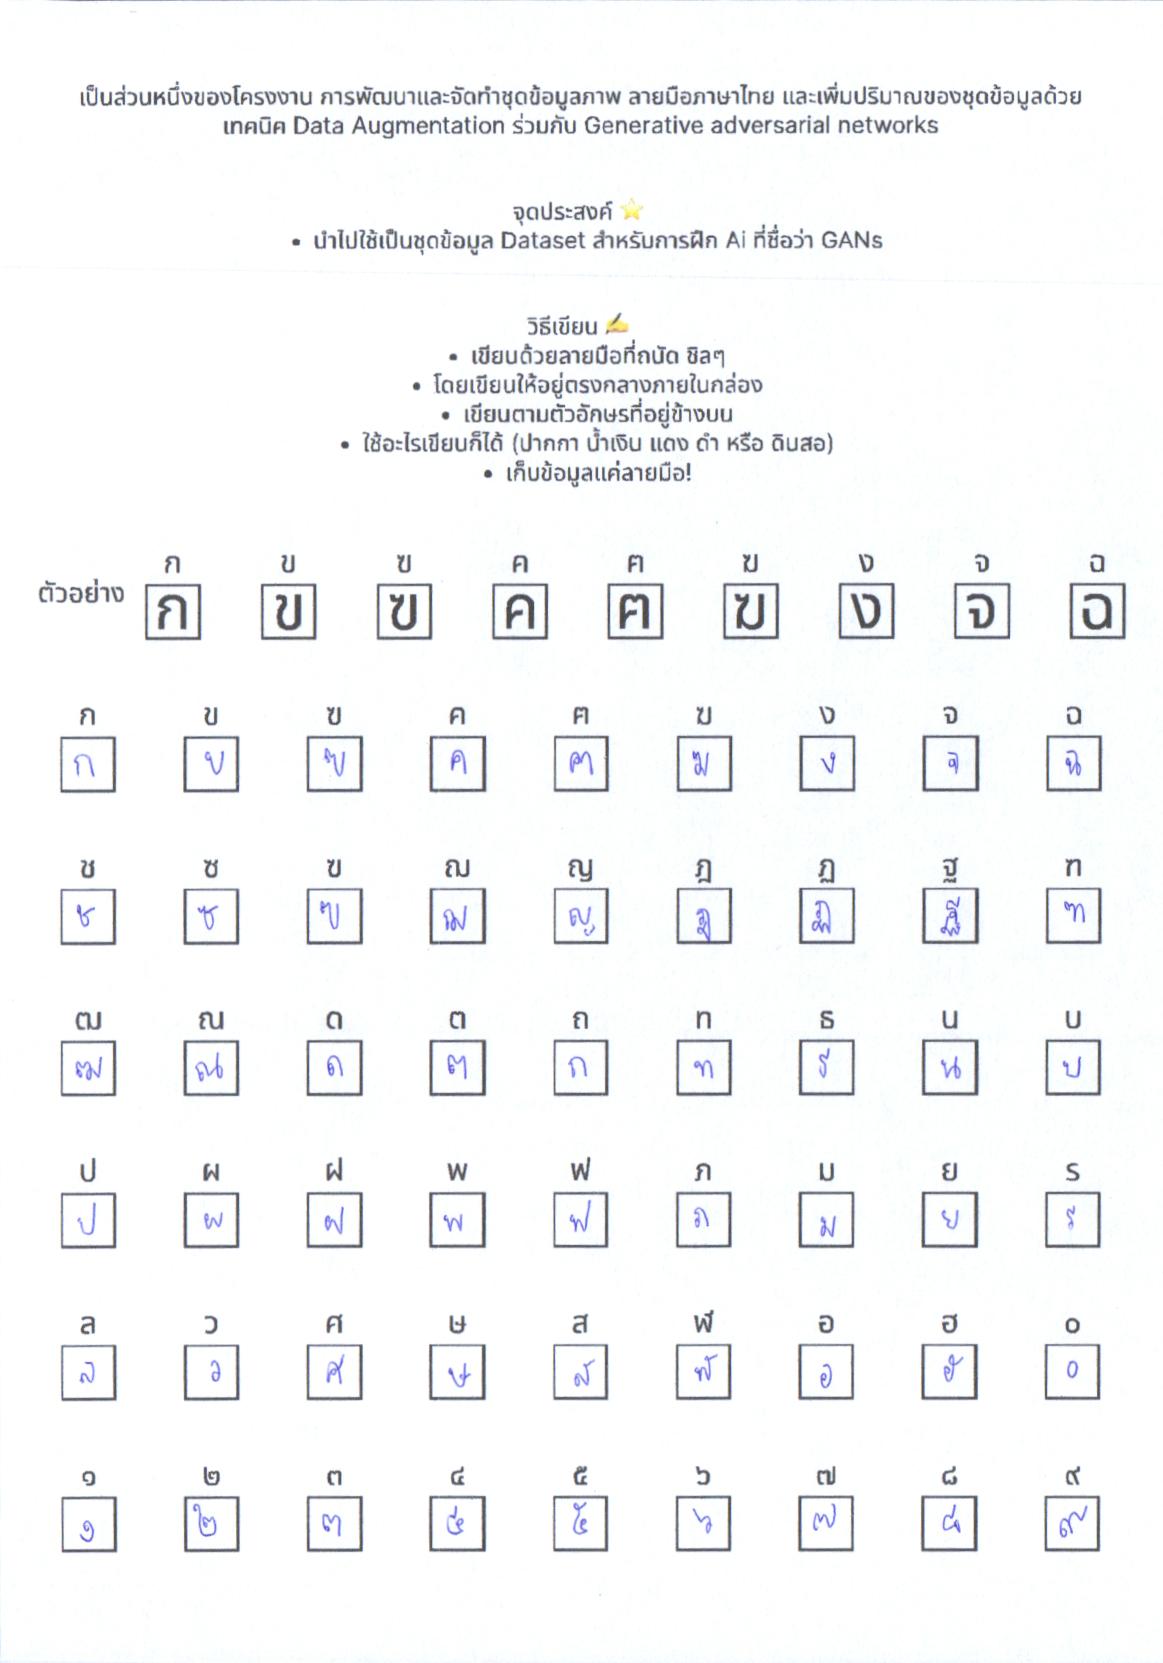 เป็นส่วนหนึ่งของโครงงาน การพัฒนาและจัดทำชุดข้อมูลภาพ ลายมือภาษาไทย และเพิ่มปริมาณของชุดข้อมูลด้วย
เทคนิค Data Augmentation ร่วมกับ Generative adversarial networks
จุดประสงค์ ⭐
• นำไปใช้เป็นชุดข้อมูล Dataset สำหรับการฝึก Ai ที่ชื่อว่า GANs
วิธีเขียน ✍️
• เขียนด้วยลายมือที่ถนัด ชิลๆ
• โดยเขียนให้อยู่ตรงกลางภายในกล่อง
• เขียนตามตัวอักษรที่อยู่ข้างบน
• ใช้อะไรเขียนก็ได้ (ปากกา น้ำเงิน แดง ดำ หรือ ดินสอ)
• เก็บข้อมูลแค่ลายมือ!
ก ข ฃ ค ฅ ฆ ง จ ฉ
ตัวอย่าง ก ข ฃ ค ฅ ฆ ง จ ฉ
ก ข ฃ ค ฅ ฆ ง จ ฉ
ก ข ฃ ค ฅ ฆ ง จ ฉ
ช ซ ฃ ฌ ญ ฎ ฏ ฐ ฑ
ช ซ ฃ ฌ ญ ฎ ฏ ฐ ฑ
ฒ ณ ด ต ถ ท ธ น บ
ฒ ณ ด ต ถ ท ธ น บ
ป ผ ฝ พ ฟ ภ ม ย ร
ป ผ ฝ พ ฟ ภ ม ย ร
ล ว ศ ษ ส ฬ อ ฮ ๐
ล ว ศ ษ ส ฬ อ ฮ ๐
๑ ๒ ๓ ๔ ๕ ๖ ๗ ๘ ๙
๑ ๒ ๓ ๔ ๕ ๖ ๗ ๘ ๙